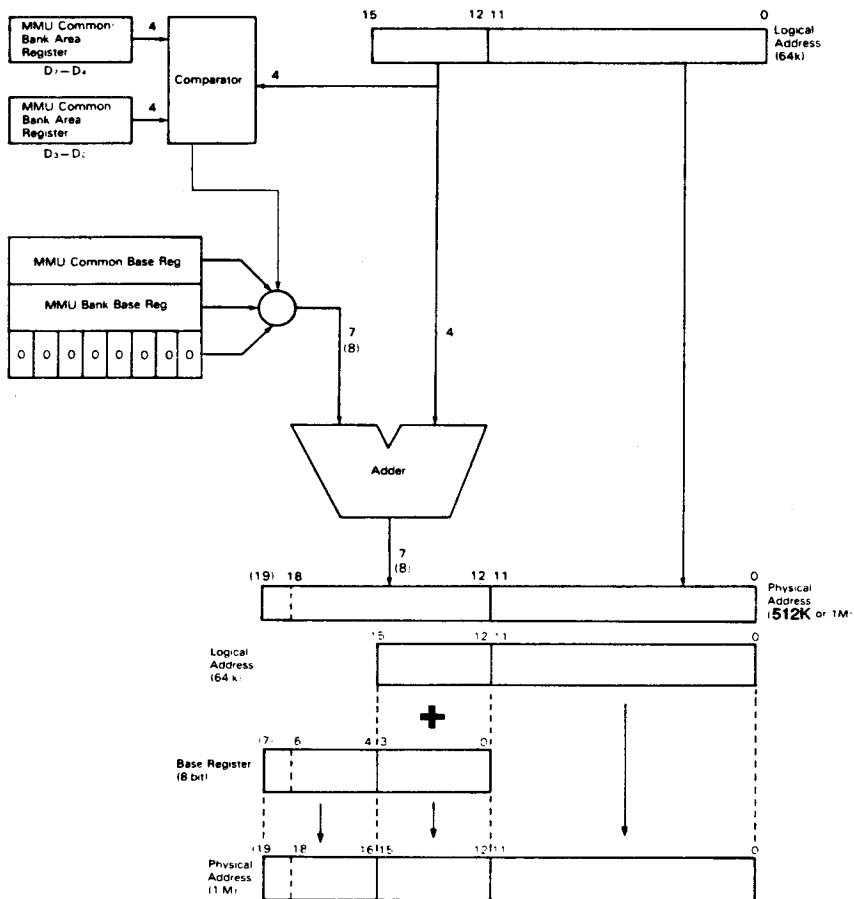 MMU Common
Bank Area
Register
D₇–D₄
4
MMU Common
Bank Area
Register
4
Comparator
4
15 12 11 0
Logical
Address
(64k)
MMU Common Base Reg
MMU Bank Base Reg
0 0 0 0 0 0 0 0
7
(8)
4
Adder
7
(8)
(19) 18 12 11 0
Physical
Address
(512K or 1M)
15 12 11 0
Logical
Address
(64 k)
+
(7) 6 4 3 0
Base Register
(8 bit)
(19 18 16 15 12 11 0
Physical
Address
(1 M)